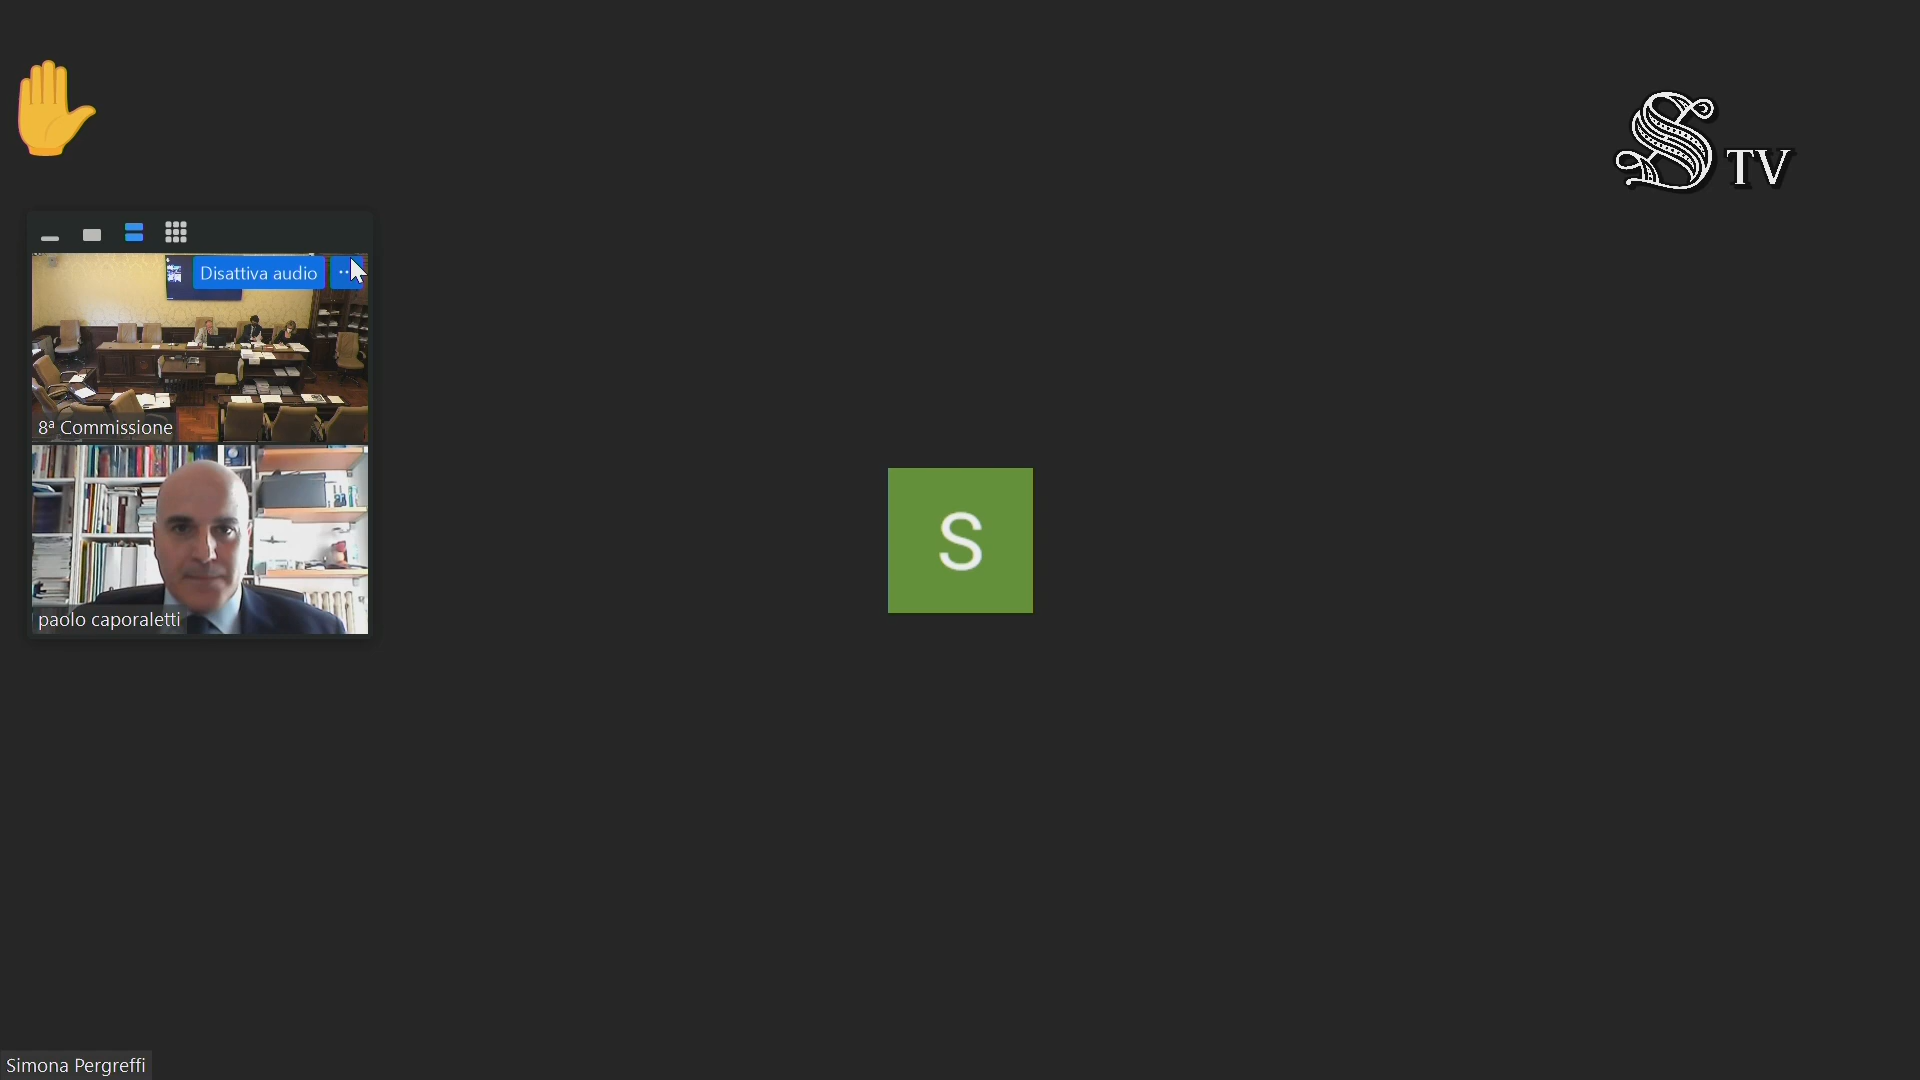 S TV
Disattiva audio
8ª Commissione
paolo caporaletti
S
Simona Pergreffi